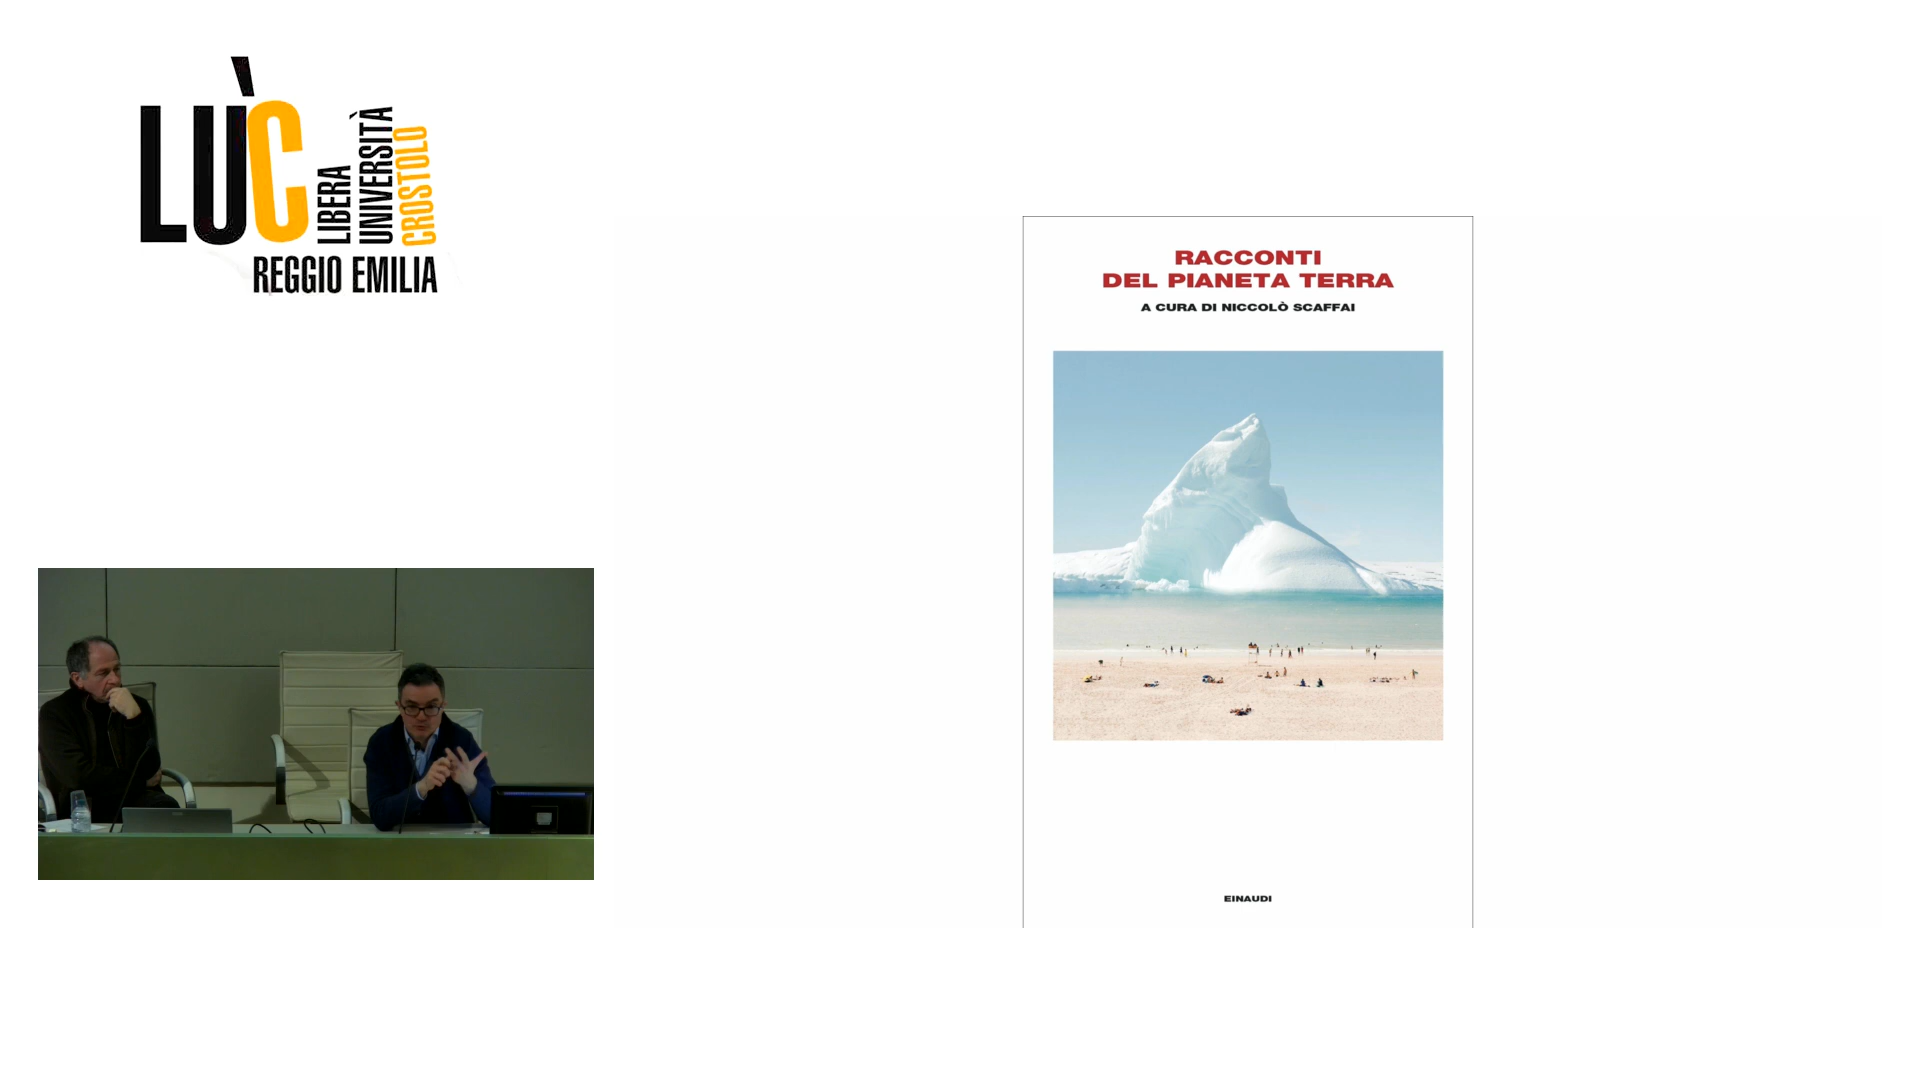 LÙC
LIBERA
UNIVERSITÀ
CROSTOLO
REGGIO EMILIA
RACCONTI
DEL PIANETA TERRA
A CURA DI NICCOLÒ SCAFFAI
EINAUDI